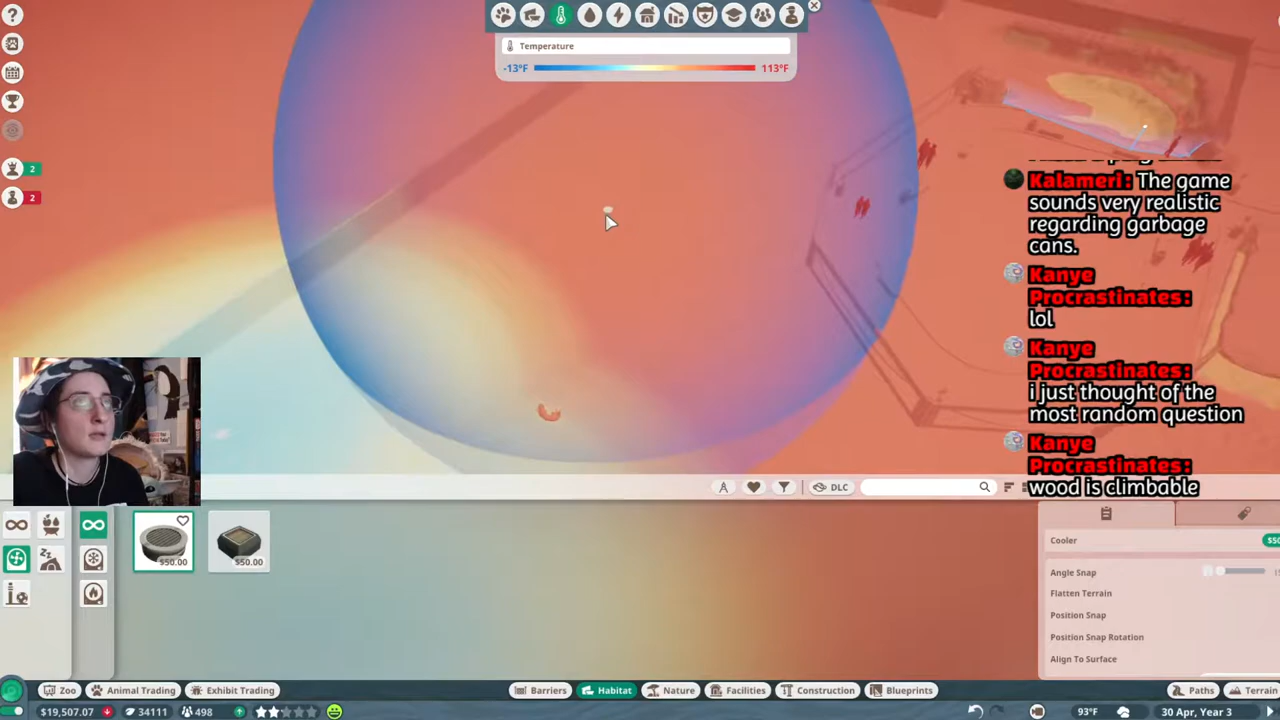 Temperature
-13°F
113°F
2
2
Kalameri: The game
sounds very realistic
regarding garbage
cans.
Kanye
Procrastinates:
lol
Kanye
Procrastinates:
i just thought of the
most random question
Kanye
Procrastinates:
wood is climbable
DLC
$50.00
$50.00
Cooler
Angle Snap
Flatten Terrain
Position Snap
Position Snap Rotation
Align To Surface
Zoo
Animal Trading
Exhibit Trading
Barriers
Habitat
Nature
Facilities
Construction
Blueprints
Paths
Terrain
$19,507.07
34111
498
93°F
30 Apr, Year 3